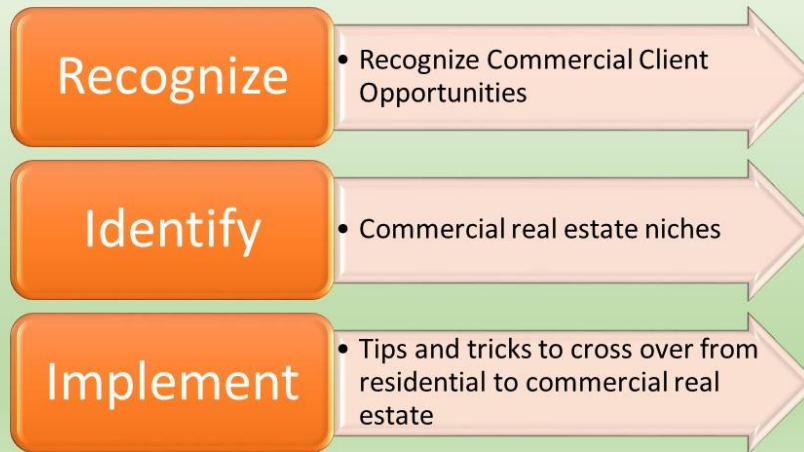 Recognize
• Recognize Commercial Client
Opportunities
Identify
• Commercial real estate niches
Implement
• Tips and tricks to cross over from
residential to commercial real
estate